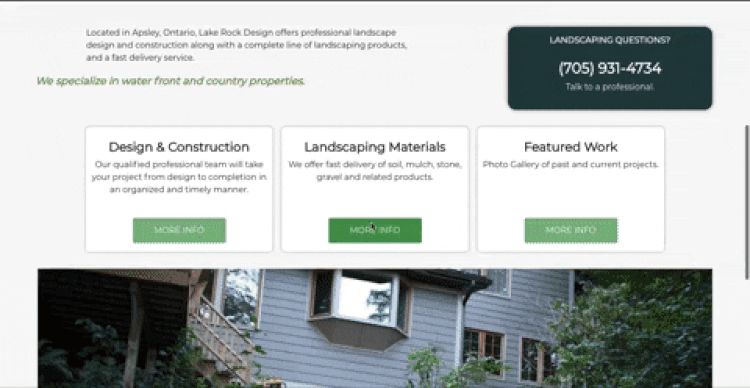 Located in Apsley, Ontario, Lake Rock Design offers professional landscape
design and construction along with a complete line of landscaping products,
and a fast delivery service.
We specialize in water front and country properties.
LANDSCAPING QUESTIONS?
(705) 931-4734
Talk to a professional.
Design & Construction
Our qualified professional team will take
your project from design to completion in
an organized and timely manner.
MORE INFO
Landscaping Materials
We offer fast delivery of soil, mulch, stone,
gravel and related products.
MORE INFO
Featured Work
Photo Gallery of past and current projects.
MORE INFO